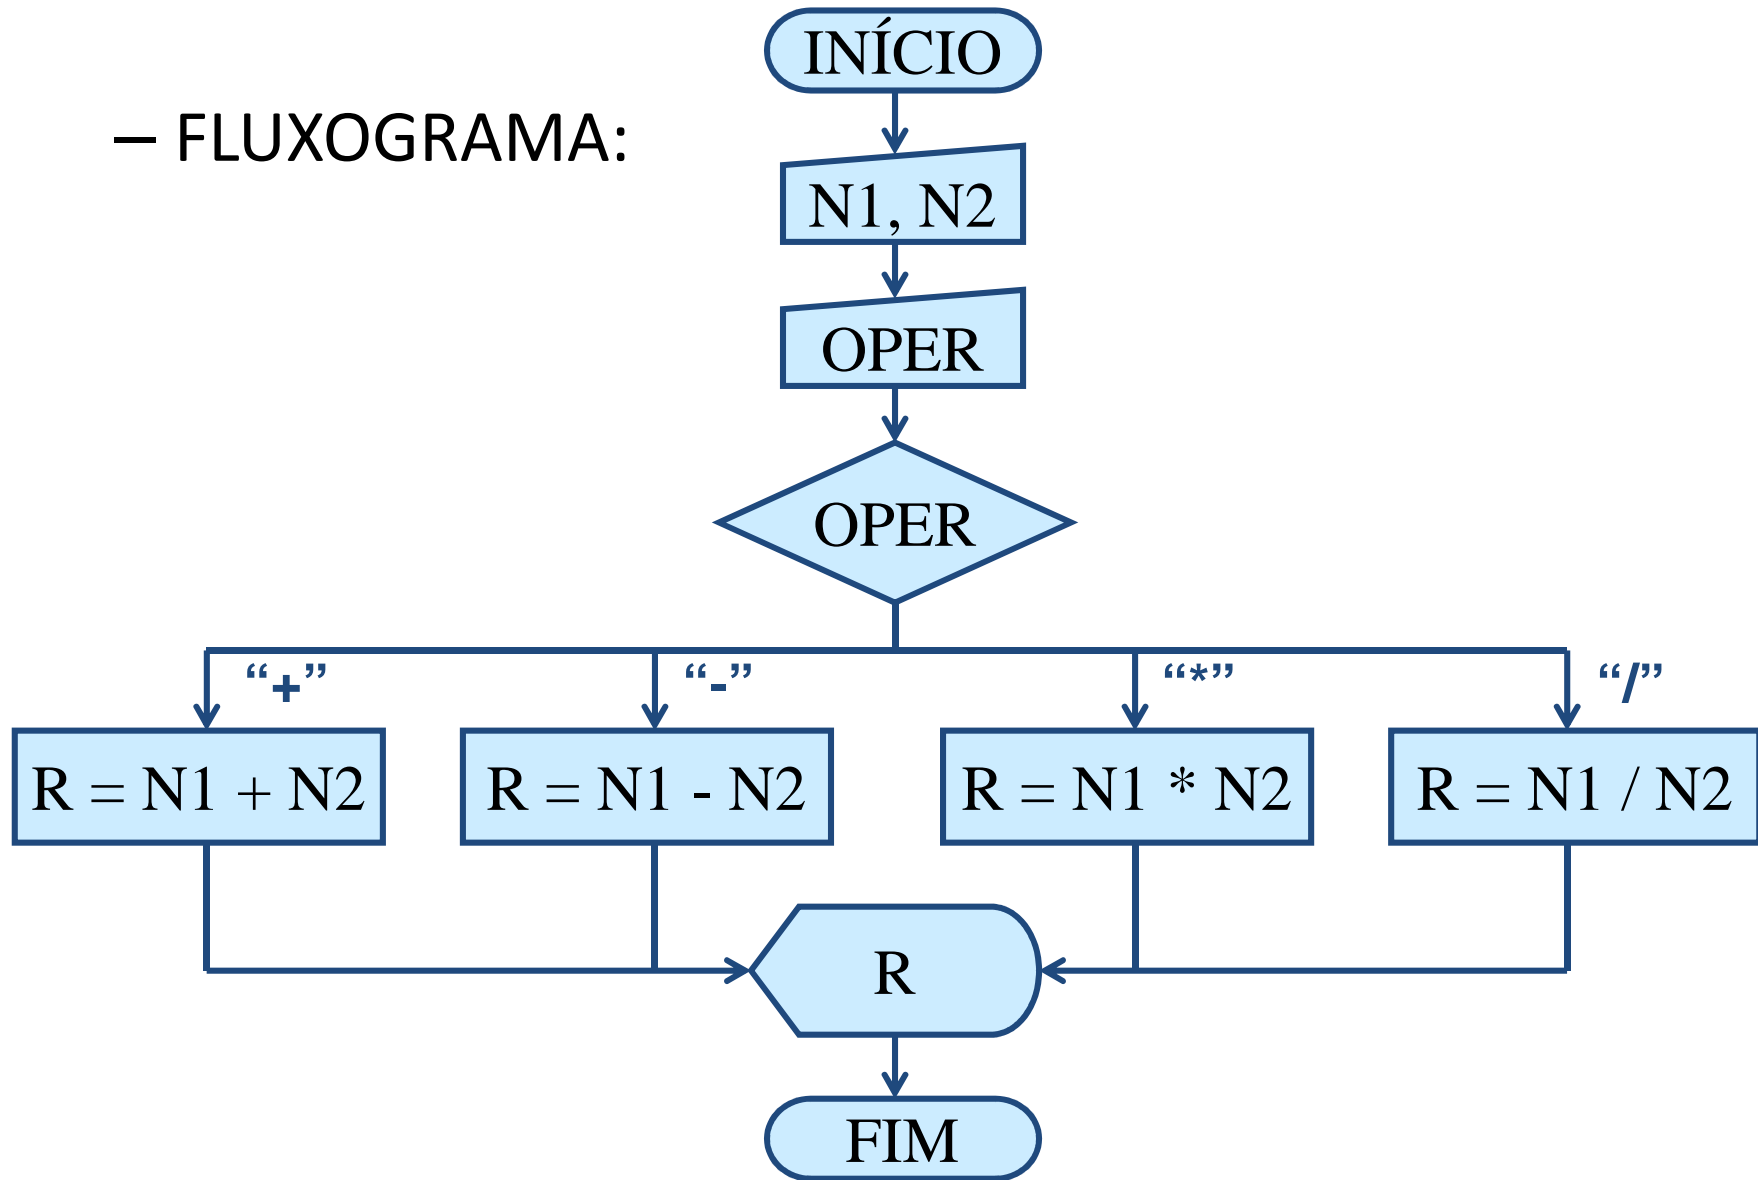 INÍCIO
– FLUXOGRAMA:
N1, N2
OPER
OPER
“+”
“-”
“*”
“/”
R = N1 + N2
R = N1 - N2
R = N1 * N2
R = N1 / N2
R
FIM